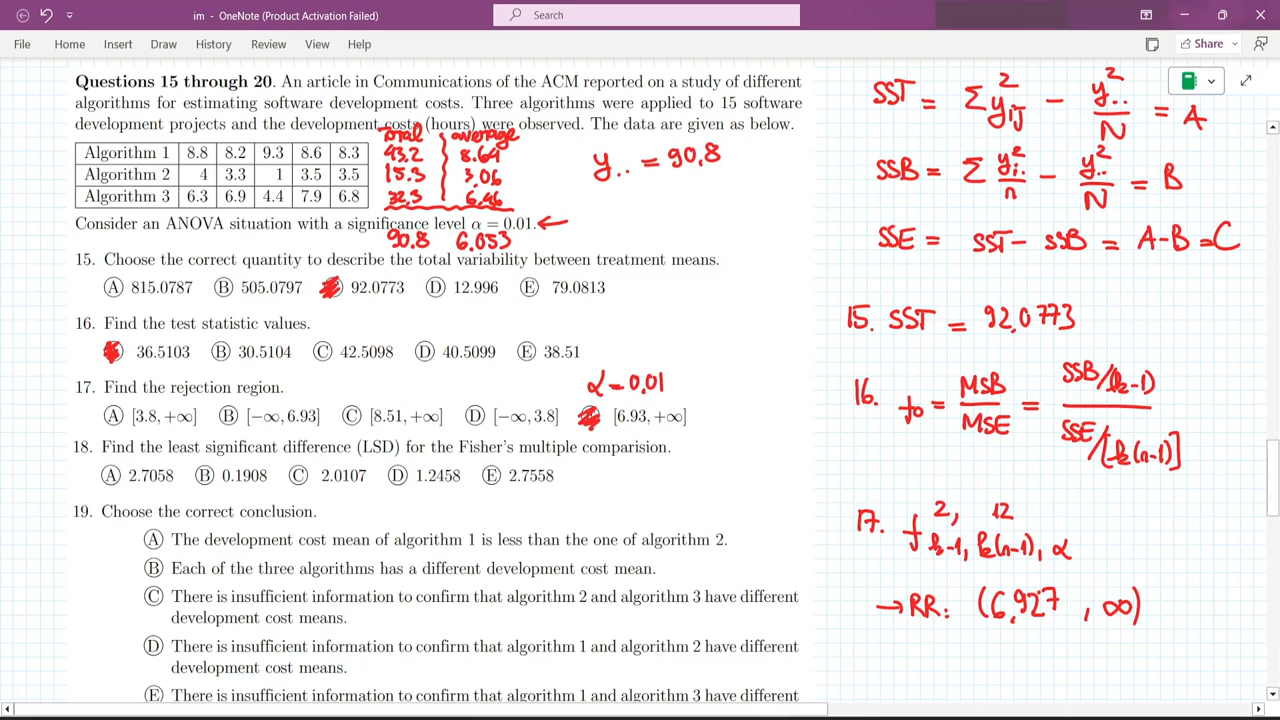 im - OneNote (Product Activation Failed)
Search
File Home Insert Draw History Review View Help
Share
Questions 15 through 20. An article in Communications of the ACM reported on a study of different
algorithms for estimating software development costs. Three algorithms were applied to 15 software
development projects and the development costs (hours) were observed. The data are given as below.
total average
Algorithm 1 8.8 8.2 9.3 8.6 8.3 43.2 8.64
Algorithm 2 4 3.3 1 3.5 3.5 15.3 3.06
Algorithm 3 6.3 6.9 4.4 7.9 6.8 32.3 6.46
y.. = 90.8
Consider an ANOVA situation with a significance level α = 0.01. ←
90.8 6.053
15. Choose the correct quantity to describe the total variability between treatment means.
Ⓐ 815.0787 Ⓑ 505.0797 92.0773 Ⓓ 12.996 Ⓔ 79.0813
16. Find the test statistic values.
36.5103 Ⓑ 30.5104 Ⓒ 42.5098 Ⓓ 40.5099 Ⓔ 38.51
17. Find the rejection region.
α = 0.01
Ⓐ [3.8, +∞] Ⓑ [−∞, 6.93] Ⓒ [8.51, +∞] Ⓓ [−∞, 3.8] [6.93, +∞]
18. Find the least significant difference (LSD) for the Fisher's multiple comparision.
Ⓐ 2.7058 Ⓑ 0.1908 Ⓒ 2.0107 Ⓓ 1.2458 Ⓔ 2.7558
19. Choose the correct conclusion.
Ⓐ The development cost mean of algorithm 1 is less than the one of algorithm 2.
Ⓑ Each of the three algorithms has a different development cost mean.
Ⓒ There is insufficient information to confirm that algorithm 2 and algorithm 3 have different
development cost means.
Ⓓ There is insufficient information to confirm that algorithm 1 and algorithm 2 have different
development cost means.
Ⓔ There is insufficient information to confirm that algorithm 1 and algorithm 3 have different
SST = Σ y²ij − y²../N = A
SSB = Σ y²i./n − y²../N = B
SSE = SST − SSB = A−B = C
15. SST = 92,0773
16. f0 = MSB/MSE = SSB/(k−1) / SSE/[k(n−1)]
2, 12
17. f k−1, k(n−1), α
→ RR: (6,927 , ∞)